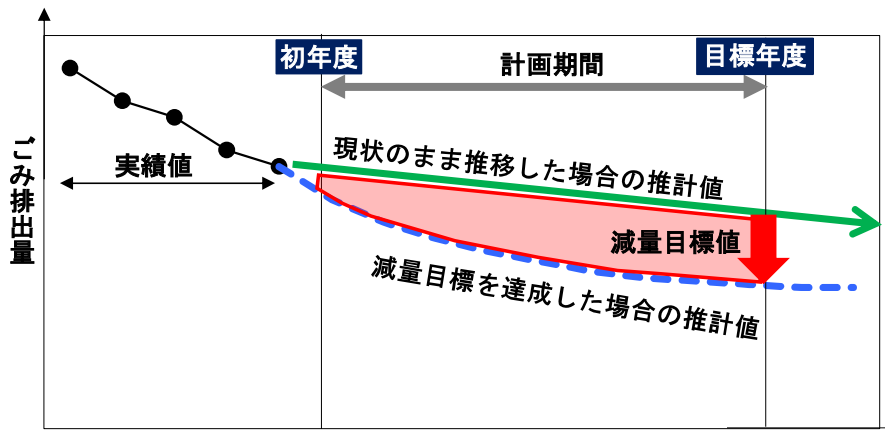 初年度
目標年度
計画期間
実績値
現状のまま推移した場合の推計値
ごみ排出量
減量目標値
減量目標を達成した場合の推計値